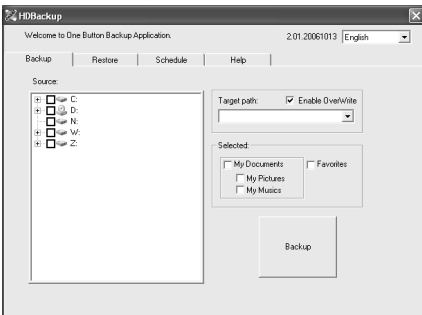 HDBackup
Welcome to One Button Backup Application. 2.01.20061013 English
Backup Restore Schedule Help
Source:
C:
D:
N:
W:
Z:
Target path: Enable OverWrite
Selected:
My Documents Favorites
My Pictures
My Musics
Backup